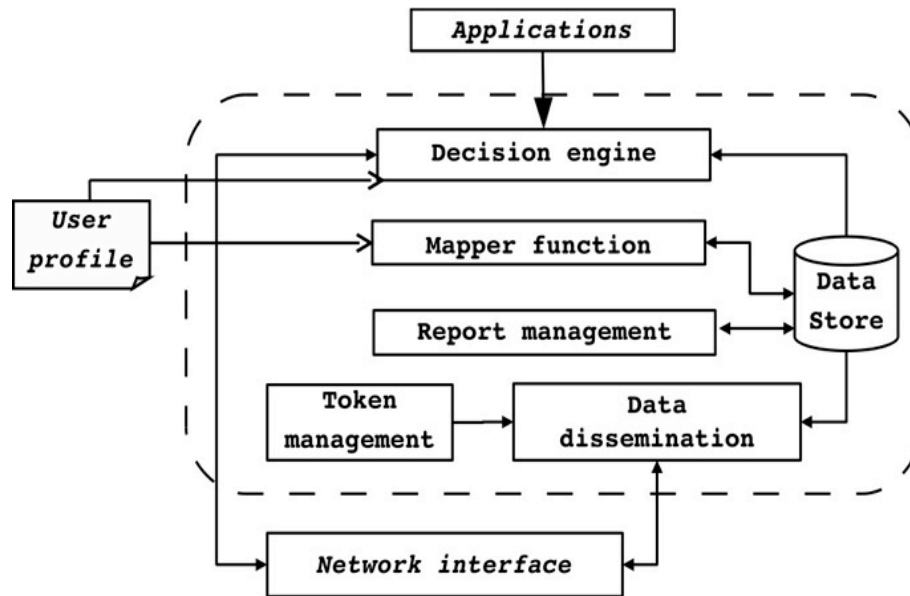 Applications
Decision engine
User
profile
Mapper function
Data
Store
Report management
Token
management
Data
dissemination
Network interface